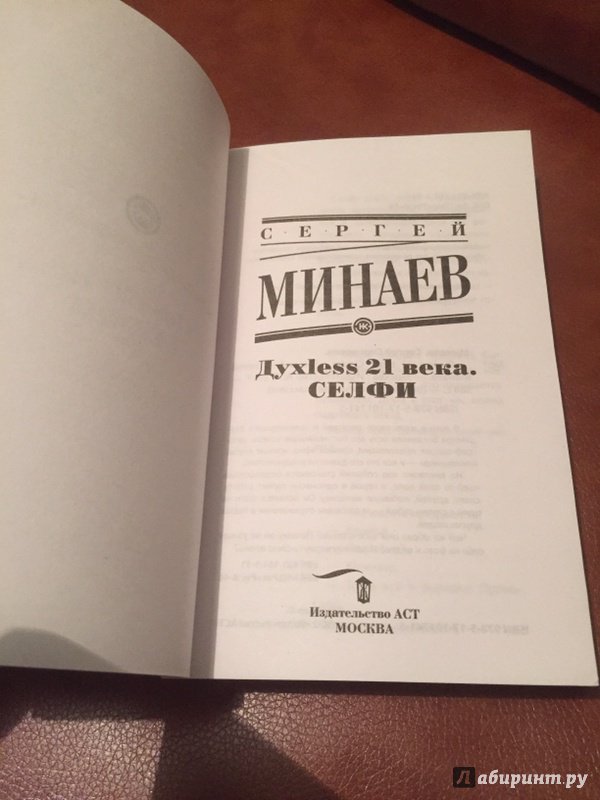 С·Е·Р·Г·Е·Й
МИНАЕВ
Духless 21 века.
СЕЛФИ
Издательство АСТ
МОСКВА
Лабиринт.ру